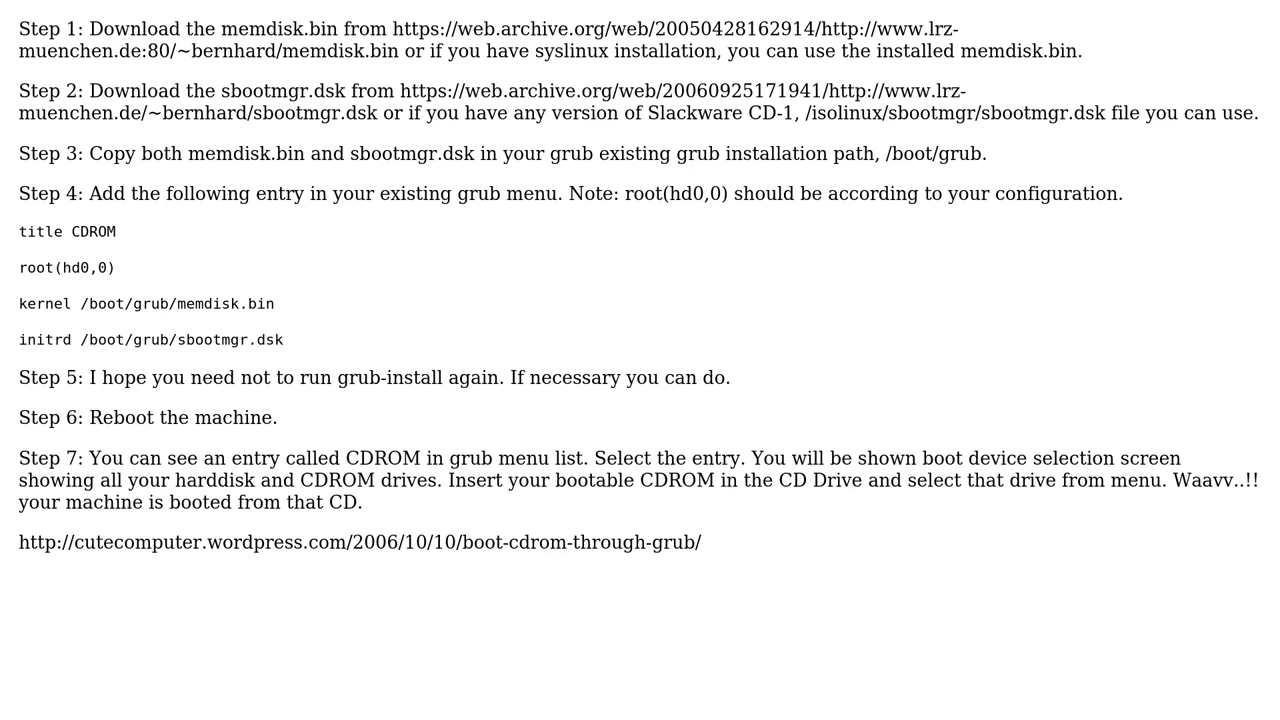 Step 1: Download the memdisk.bin from https://web.archive.org/web/20050428162914/http://www.lrz-
muenchen.de:80/~bernhard/memdisk.bin or if you have syslinux installation, you can use the installed memdisk.bin.
Step 2: Download the sbootmgr.dsk from https://web.archive.org/web/20060925171941/http://www.lrz-
muenchen.de/~bernhard/sbootmgr.dsk or if you have any version of Slackware CD-1, /isolinux/sbootmgr/sbootmgr.dsk file you can use.
Step 3: Copy both memdisk.bin and sbootmgr.dsk in your grub existing grub installation path, /boot/grub.
Step 4: Add the following entry in your existing grub menu. Note: root(hd0,0) should be according to your configuration.
title CDROM
root(hd0,0)
kernel /boot/grub/memdisk.bin
initrd /boot/grub/sbootmgr.dsk
Step 5: I hope you need not to run grub-install again. If necessary you can do.
Step 6: Reboot the machine.
Step 7: You can see an entry called CDROM in grub menu list. Select the entry. You will be shown boot device selection screen
showing all your harddisk and CDROM drives. Insert your bootable CDROM in the CD Drive and select that drive from menu. Waavv..!!
your machine is booted from that CD.
http://cutecomputer.wordpress.com/2006/10/10/boot-cdrom-through-grub/